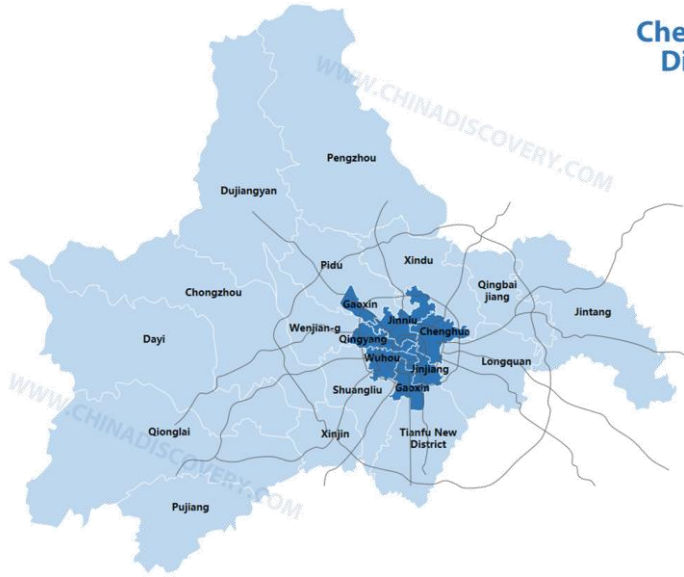 Che
Di
WWW.CHINADISCOVERY.COM
Pengzhou
Dujiangyan
Xindu
Pidu
Qingbai
jiang
Chongzhou
Gaoxin
Jintang
Jinniu
Wenjian-g
Chenghua
Dayi
Qingyang
Wuhou
Longquan
Jinjiang
Shuangliu
Gaoxin
WWW.CHINADISCOVERY.COM
Qionglai
Xinjin
Tianfu New
District
Pujiang